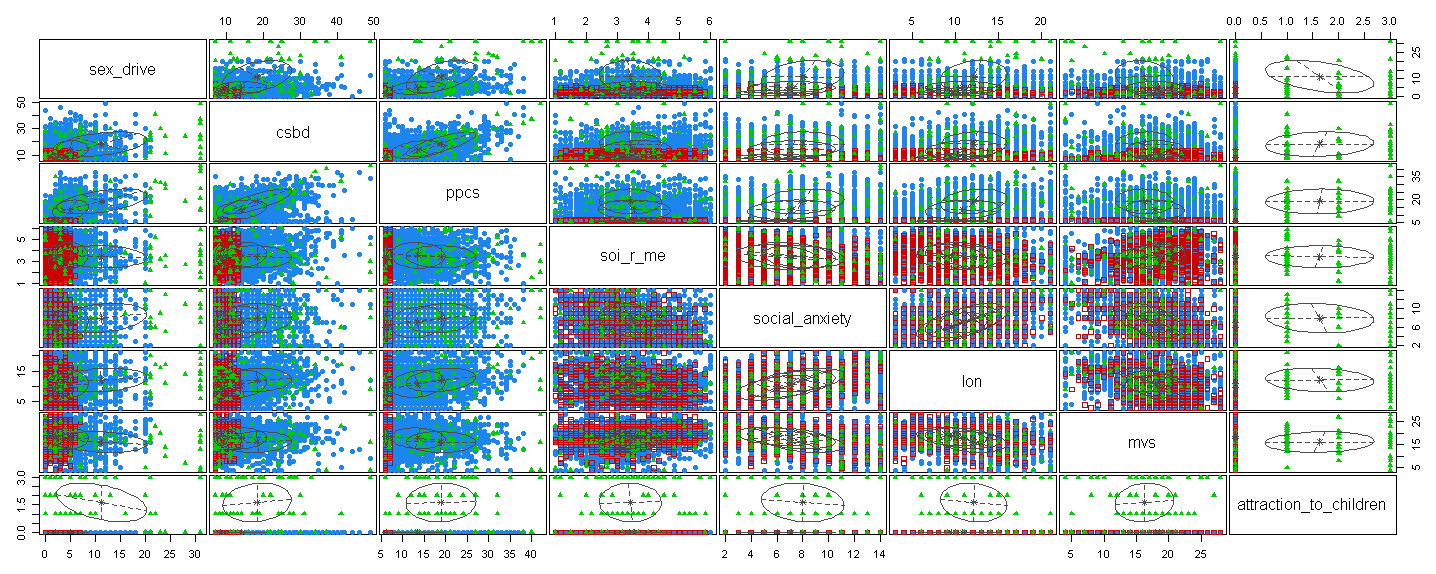 10 20 30 40 50 1 2 3 4 5 6 5 10 15 20 0.0 0.5 1.0 1.5 2.0 2.5 3.0
sex_drive 0 10 25
10 30 50 csbd
ppcs 5 20 35
1 3 5 soi_r_me
social_anxiety 2 6 10
5 15 lon
mvs 5 15 25
0.0 1.5 3.0 attraction_to_children
0 5 10 15 20 25 30 5 10 15 20 25 30 35 40 2 4 6 8 10 12 14 5 10 15 20 25